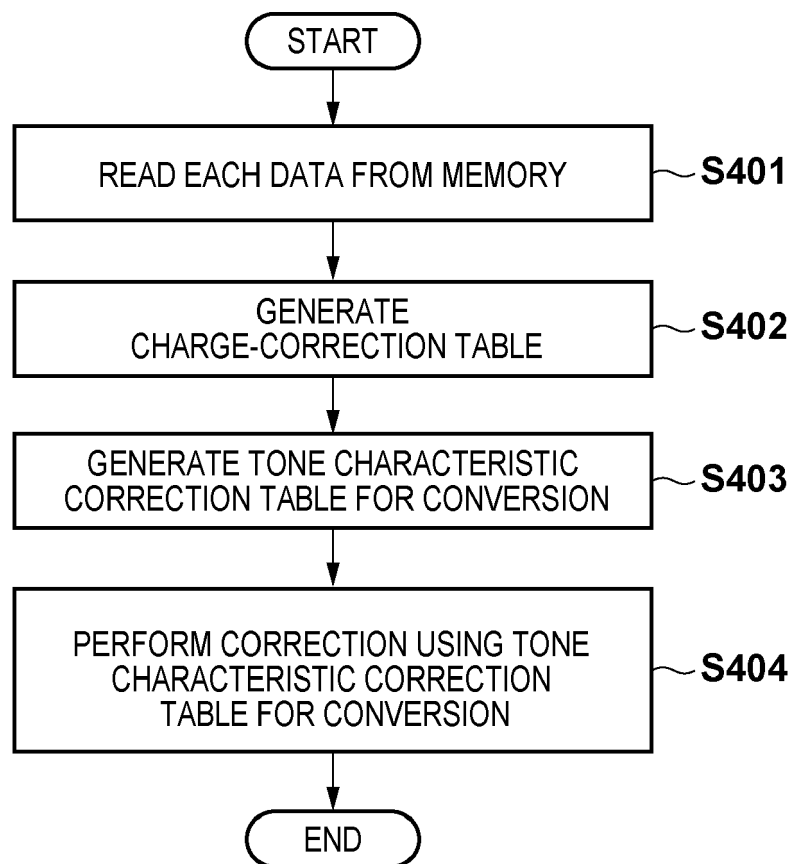 START
READ EACH DATA FROM MEMORY
S401
GENERATE
CHARGE-CORRECTION TABLE
S402
GENERATE TONE CHARACTERISTIC
CORRECTION TABLE FOR CONVERSION
S403
PERFORM CORRECTION USING TONE
CHARACTERISTIC CORRECTION
TABLE FOR CONVERSION
S404
END